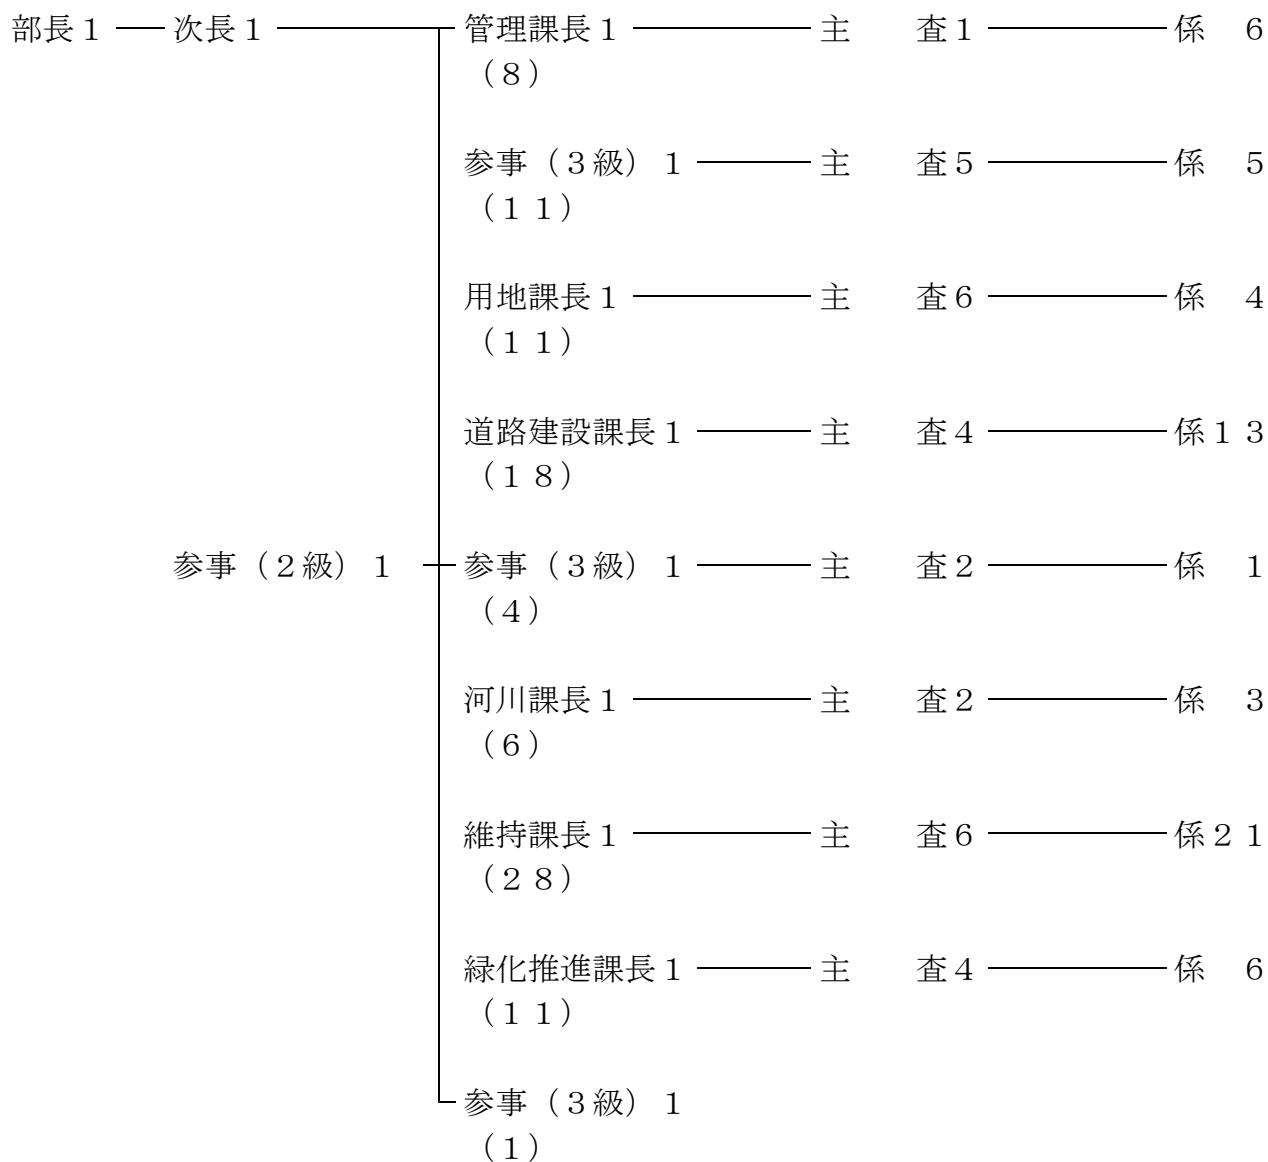 部長１ 次長１ 管理課長１ 主　査１ 係　６
（８）
参事（３級）１ 主　査５ 係　５
（１１）
用地課長１ 主　査６ 係　４
（１１）
道路建設課長１ 主　査４ 係１３
（１８）
参事（２級）１ 参事（３級）１ 主　査２ 係　１
（４）
河川課長１ 主　査２ 係　３
（６）
維持課長１ 主　査６ 係２１
（２８）
緑化推進課長１ 主　査４ 係　６
（１１）
参事（３級）１
（１）